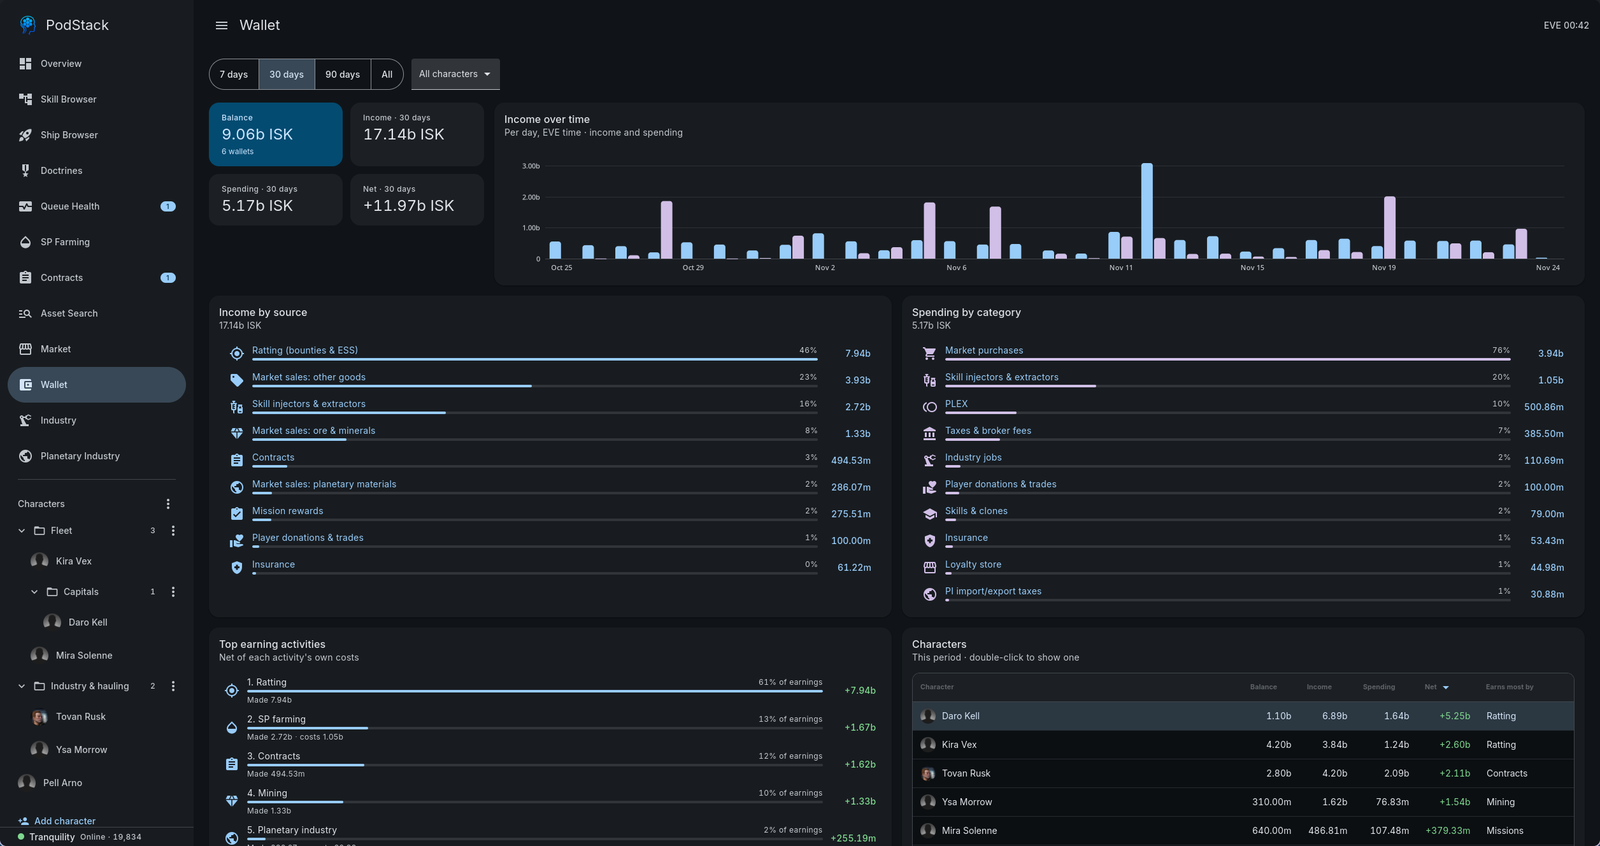 PodStack
Overview
Skill Browser
Ship Browser
Doctrines
Queue Health 1
SP Farming
Contracts 1
Asset Search
Market
Wallet
Industry
Planetary Industry
Characters
Fleet 3
Kira Vex
Capitals 1
Daro Kell
Mira Solenne
Industry & hauling 2
Tovan Rusk
Ysa Morrow
Pell Arno
Add character
Tranquility Online · 19,834
Wallet
EVE 00:42
7 days 30 days 90 days All All characters
Balance
9.06b ISK
6 wallets
Income · 30 days
17.14b ISK
Spending · 30 days
5.17b ISK
Net · 30 days
+11.97b ISK
Income over time
Per day, EVE time · income and spending
3.00b
2.00b
1.00b
0
Oct 25 Oct 29 Nov 2 Nov 6 Nov 11 Nov 15 Nov 19 Nov 24
Income by source
17.14b ISK
Ratting (bounties & ESS) 46% 7.94b
Market sales: other goods 23% 3.93b
Skill injectors & extractors 16% 2.72b
Market sales: ore & minerals 8% 1.33b
Contracts 3% 494.53m
Market sales: planetary materials 2% 286.07m
Mission rewards 2% 275.51m
Player donations & trades 1% 100.00m
Insurance 0% 61.22m
Spending by category
5.17b ISK
Market purchases 76% 3.94b
Skill injectors & extractors 20% 1.05b
PLEX 10% 500.86m
Taxes & broker fees 7% 385.50m
Industry jobs 2% 110.69m
Player donations & trades 2% 100.00m
Skills & clones 2% 79.00m
Insurance 1% 53.43m
Loyalty store 1% 44.98m
PI import/export taxes 1% 30.88m
Top earning activities
Net of each activity's own costs
1. Ratting 61% of earnings +7.94b
Made 7.94b
2. SP farming 13% of earnings +1.67b
Made 2.72b · costs 1.05b
3. Contracts 12% of earnings +1.62b
Made 494.53m
4. Mining 10% of earnings +1.33b
Made 1.33b
5. Planetary industry 2% of earnings +255.19m
Characters
This period · double-click to show one
Character Balance Income Spending Net Earns most by
Daro Kell 1.10b 6.89b 1.64b +5.25b Ratting
Kira Vex 4.20b 3.84b 1.24b +2.60b Ratting
Tovan Rusk 2.80b 4.20b 2.09b +2.11b Contracts
Ysa Morrow 310.00m 1.62b 76.83m +1.54b Mining
Mira Solenne 640.00m 486.81m 107.48m +379.33m Missions